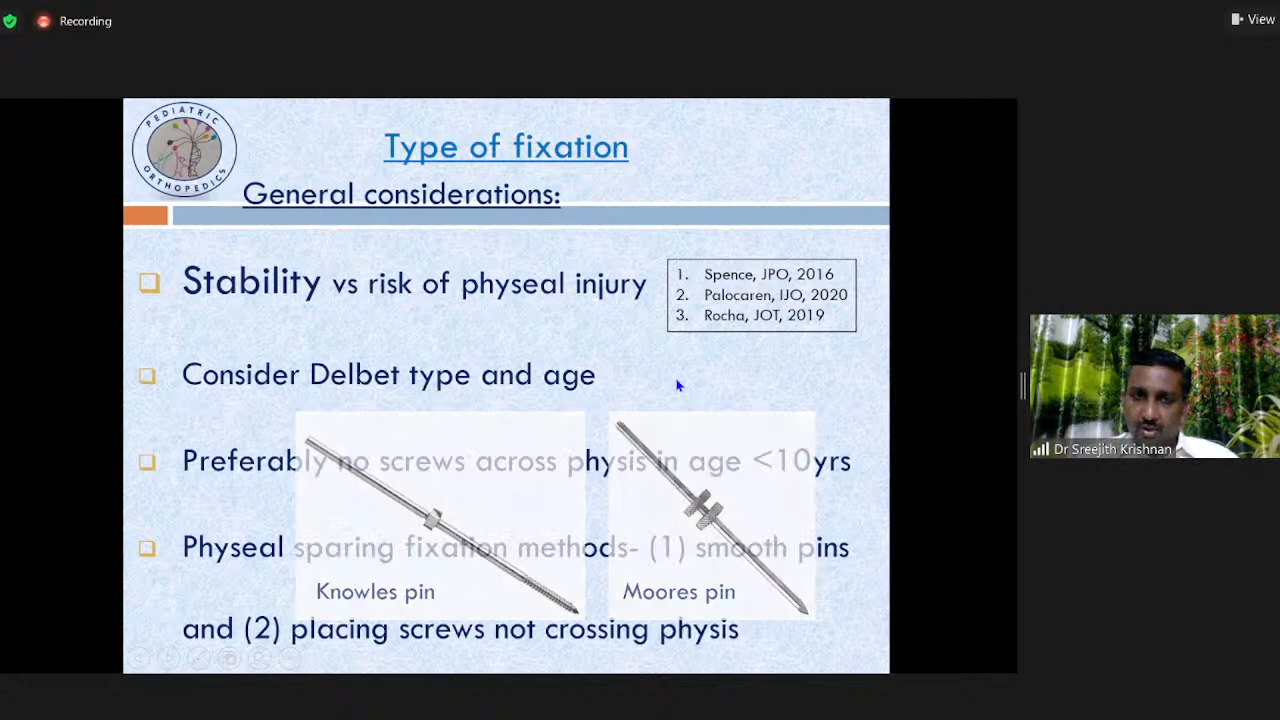 Recording
View
PEDIATRIC
ORTHOPEDICS
Type of fixation
General considerations:
❑ Stability vs risk of physeal injury
1. Spence, JPO, 2016
2. Palocaren, IJO, 2020
3. Rocha, JOT, 2019
❑ Consider Delbet type and age
❑ Preferably no screws across physis in age <10yrs
❑ Physeal sparing fixation methods- (1) smooth pins
Knowles pin
Moores pin
and (2) placing screws not crossing physis
Dr Sreejith Krishnan